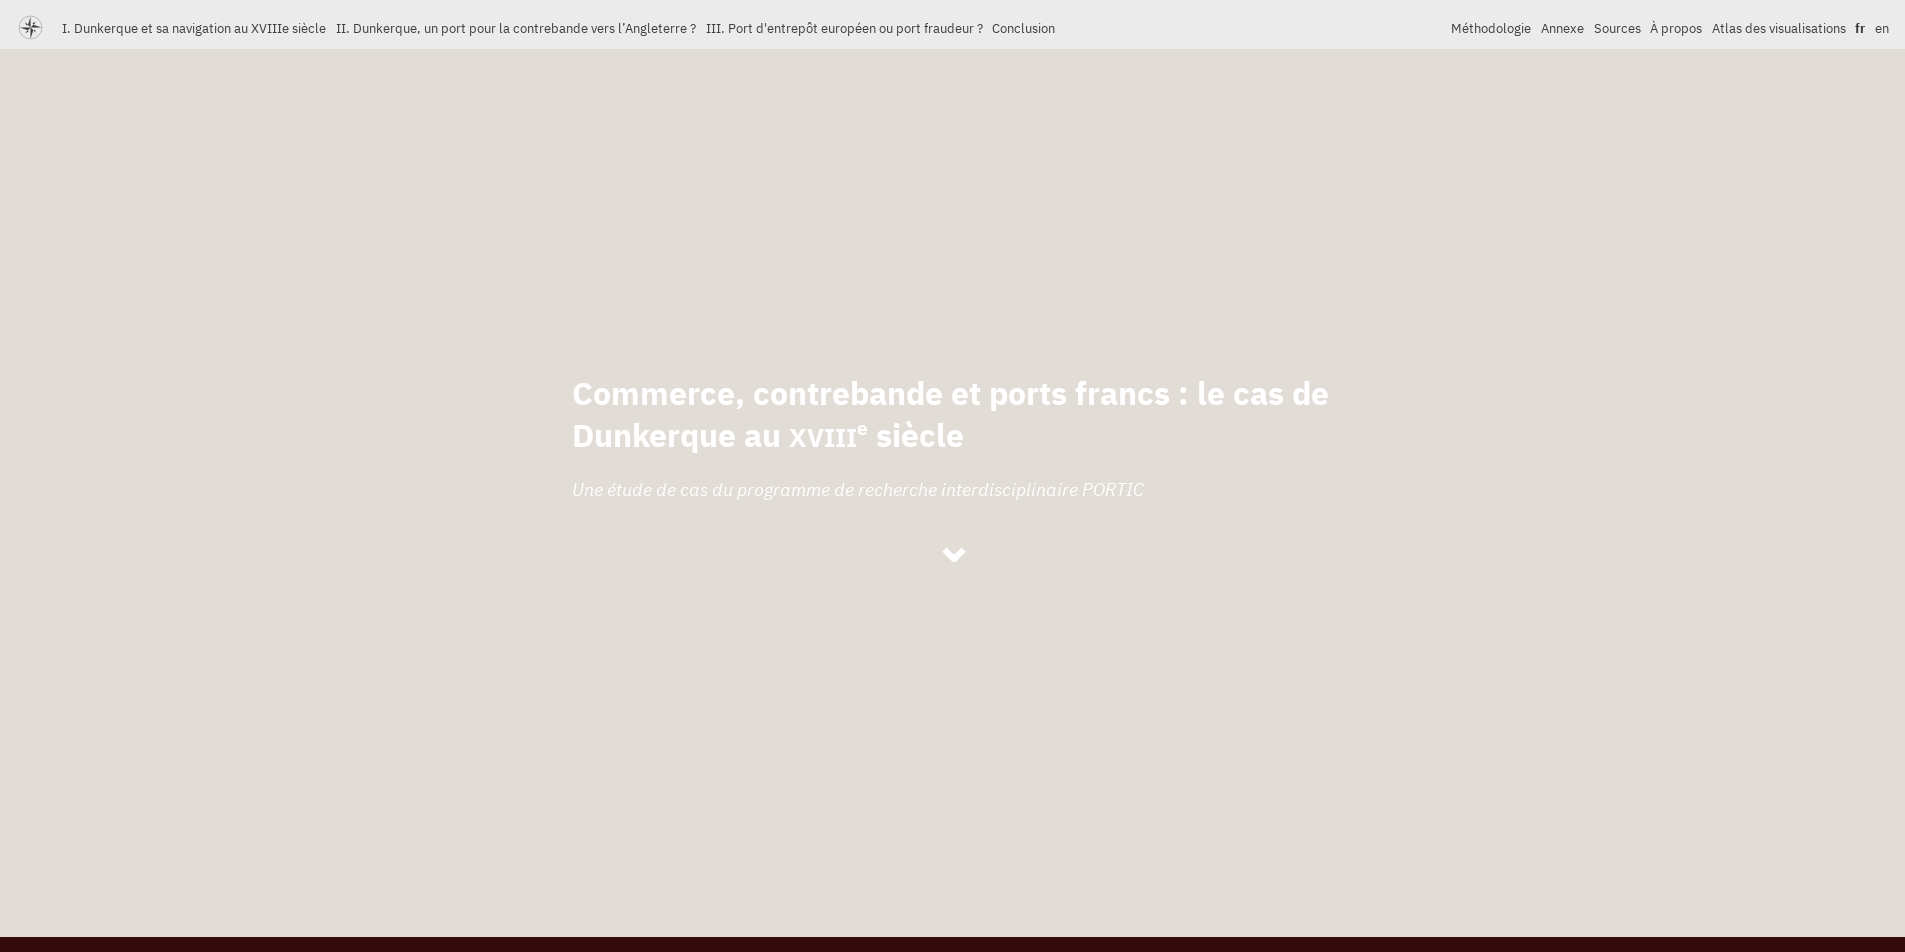 I. Dunkerque et sa navigation au XVIIIe siècle II. Dunkerque, un port pour la contrebande vers l’Angleterre ? III. Port d'entrepôt européen ou port fraudeur ? Conclusion Méthodologie Annexe Sources À propos Atlas des visualisations fr en
Commerce, contrebande et ports francs : le cas de
Dunkerque au XVIIIe siècle
Une étude de cas du programme de recherche interdisciplinaire PORTIC